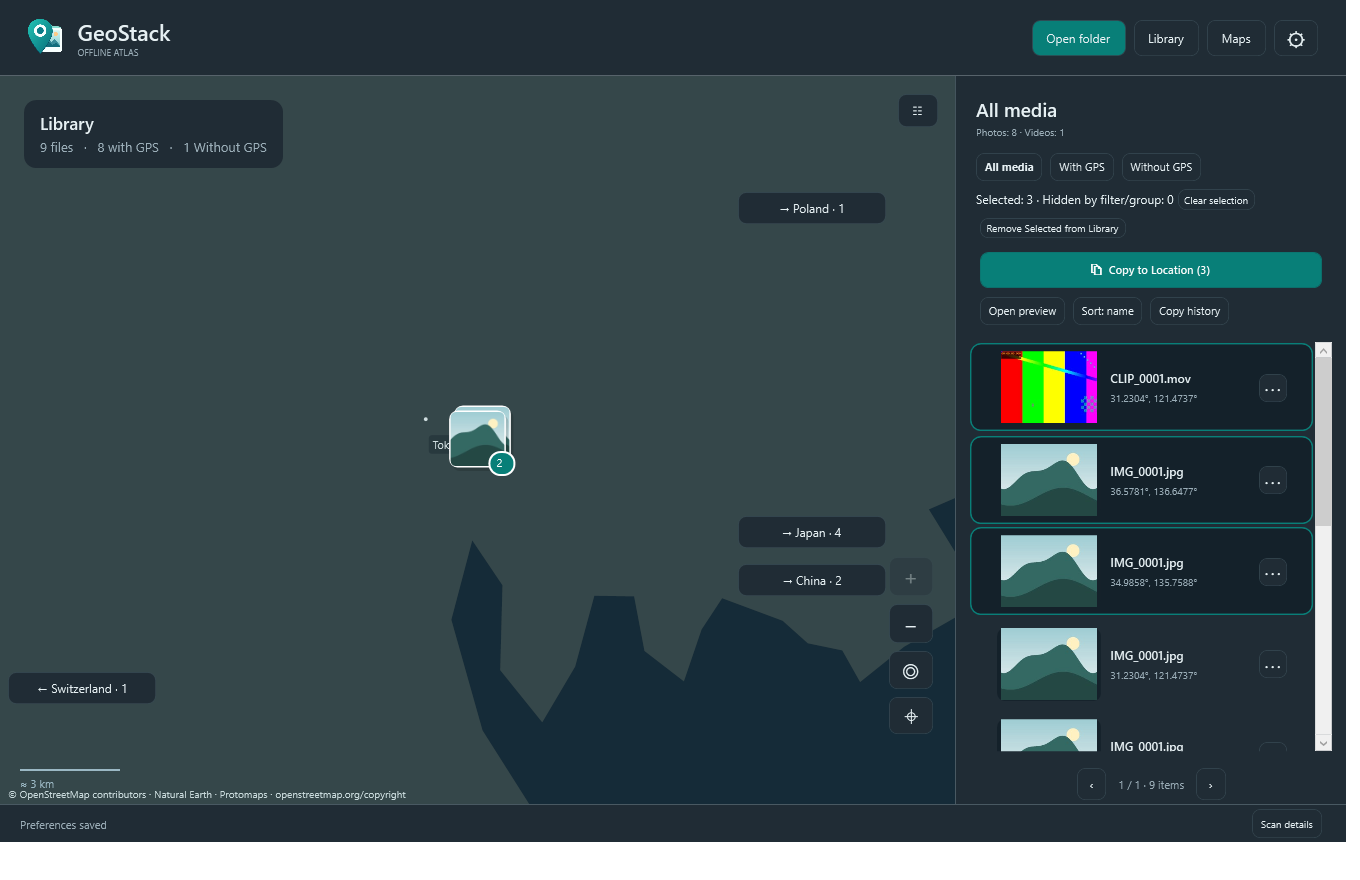 GeoStack
OFFLINE ATLAS
Open folder
Library
Maps
Library
9 files · 8 with GPS · 1 Without GPS
→ Poland · 1
Tok
2
→ Japan · 4
→ China · 2
← Switzerland · 1
≈ 3 km
© OpenStreetMap contributors · Natural Earth · Protomaps · openstreetmap.org/copyright
All media
Photos: 8 · Videos: 1
All media
With GPS
Without GPS
Selected: 3 · Hidden by filter/group: 0
Clear selection
Remove Selected from Library
Copy to Location (3)
Open preview
Sort: name
Copy history
CLIP_0001.mov
31.2304°, 121.4737°
IMG_0001.jpg
36.5781°, 136.6477°
IMG_0001.jpg
34.9858°, 135.7588°
IMG_0001.jpg
31.2304°, 121.4737°
IMG_0001.jpg
‹ 1 / 1 · 9 items ›
Preferences saved
Scan details